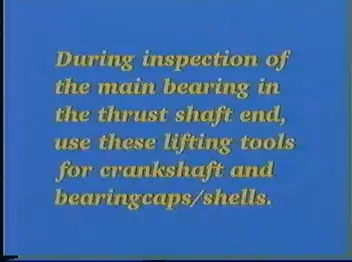 During inspection of
the main bearing in
the thrust shaft end,
use these lifting tools
for crankshaft and
bearingcaps/shells.